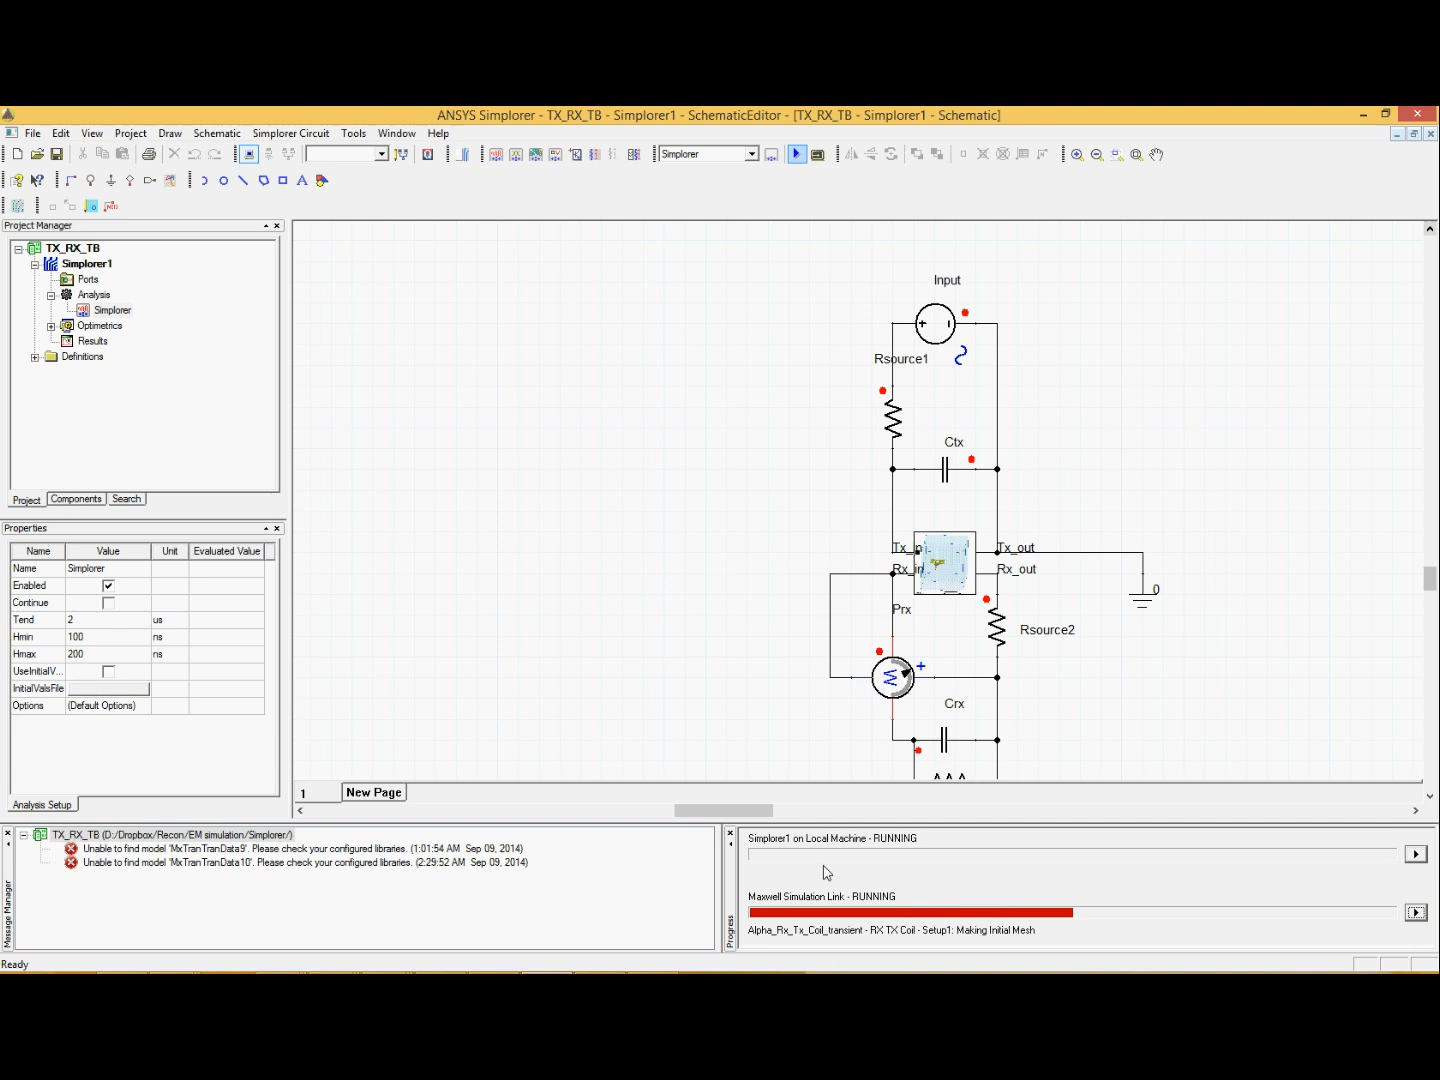 ANSYS Simplorer - TX_RX_TB - Simplorer1 - SchematicEditor - [TX_RX_TB - Simplorer1 - Schematic]
File Edit View Project Draw Schematic Simplorer Circuit Tools Window Help
Simplorer
Project Manager
TX_RX_TB
Simplorer1
Ports
Analysis
Simplorer
Optimetrics
Results
Definitions
Project Components Search
Properties
Name Value Unit Evaluated Value
Name Simplorer
Enabled
Continue
Tend 2 us
Hmin 100 ns
Hmax 200 ns
UseInitialV...
InitialValsFile
Options (Default Options)
Analysis Setup
Input
Rsource1
Ctx
Tx_in Tx_out
Rx_in Rx_out
0
Prx
Rsource2
W
Crx
1 New Page
Message Manager
TX_RX_TB (D:/Dropbox/Recon/EM simulation/Simplorer/)
Unable to find model 'MxTranTranData9'. Please check your configured libraries. (1:01:54 AM Sep 09, 2014)
Unable to find model 'MxTranTranData10'. Please check your configured libraries. (2:29:52 AM Sep 09, 2014)
Progress
Simplorer1 on Local Machine - RUNNING
Maxwell Simulation Link - RUNNING
Alpha_Rx_Tx_Coil_transient - RX TX Coil - Setup1: Making Initial Mesh
Ready